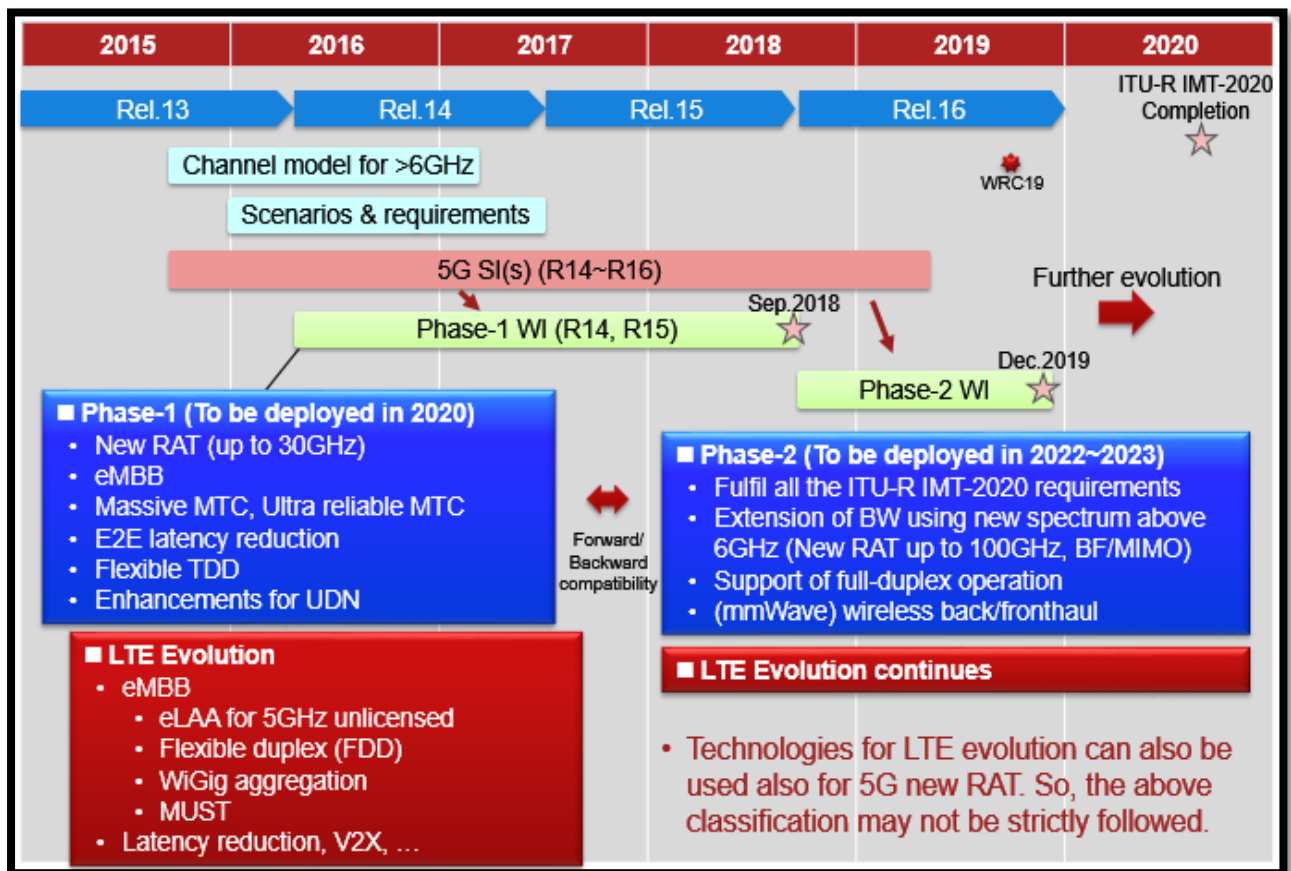 2015 2016 2017 2018 2019 2020
Rel.13 Rel.14 Rel.15 Rel.16
ITU-R IMT-2020
Completion
Channel model for >6GHz
WRC19
Scenarios & requirements
5G SI(s) (R14~R16)
Further evolution
Sep.2018
Phase-1 WI (R14, R15)
Dec.2019
Phase-2 WI
■ Phase-1 (To be deployed in 2020)
• New RAT (up to 30GHz)
• eMBB
• Massive MTC, Ultra reliable MTC
• E2E latency reduction
• Flexible TDD
• Enhancements for UDN
Forward/
Backward
compatibility
■ Phase-2 (To be deployed in 2022~2023)
• Fulfil all the ITU-R IMT-2020 requirements
• Extension of BW using new spectrum above
6GHz (New RAT up to 100GHz, BF/MIMO)
• Support of full-duplex operation
• (mmWave) wireless back/fronthaul
■ LTE Evolution
• eMBB
• eLAA for 5GHz unlicensed
• Flexible duplex (FDD)
• WiGig aggregation
• MUST
• Latency reduction, V2X, …
■ LTE Evolution continues
• Technologies for LTE evolution can also be
used also for 5G new RAT. So, the above
classification may not be strictly followed.